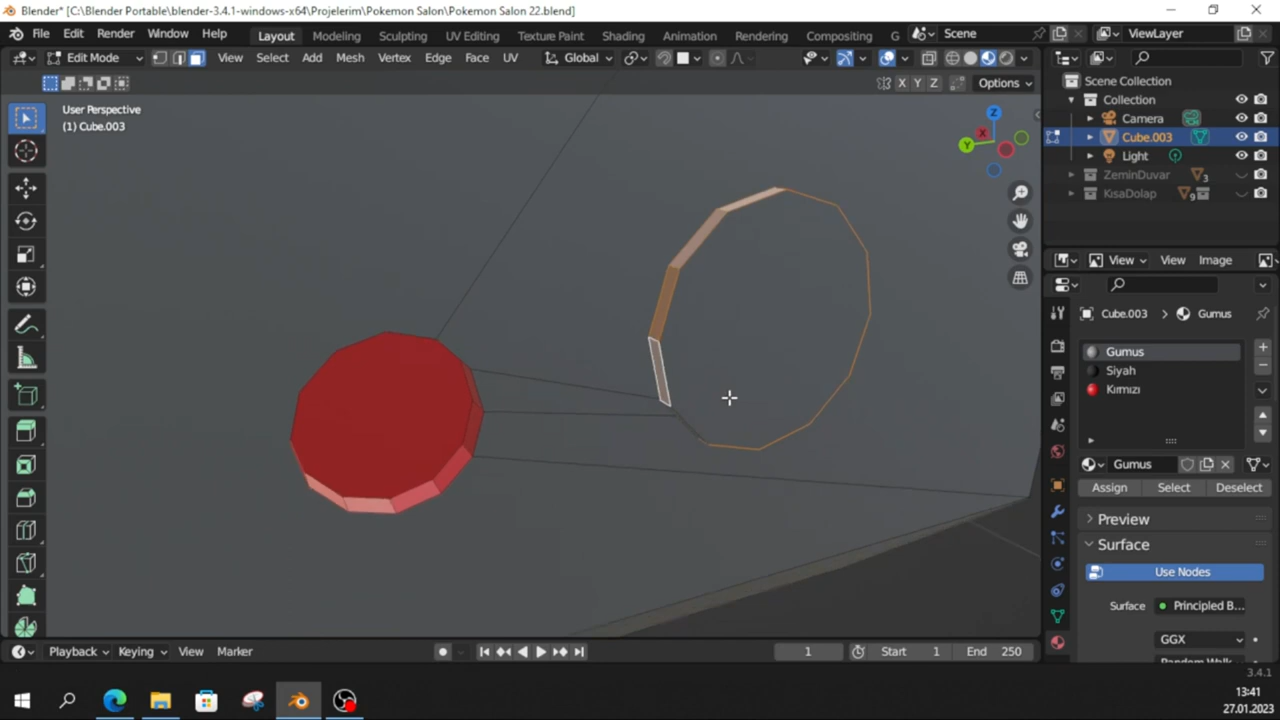 Blender* [C:\Blender Portable\blender-3.4.1-windows-x64\Projelerim\Pokemon Salon\Pokemon Salon 22.blend]
File Edit Render Window Help Layout Modeling Sculpting UV Editing Texture Paint Shading Animation Rendering Compositing G Scene ViewLayer
Edit Mode View Select Add Mesh Vertex Edge Face UV Global
X Y Z Options
User Perspective
(1) Cube.003
Z
X
Y
Scene Collection
Collection
Camera
Cube.003
Light
ZeminDuvar 3
KısaDolap 9
View View Image
Cube.003 Gumus
Gumus
Siyah
Kırmızı
Gumus
Assign Select Deselect
Preview
Surface
Use Nodes
Surface Principled B...
GGX
Random Walk
Playback Keying View Marker 1 Start 1 End 250
3.4.1
13:41
27.01.2023